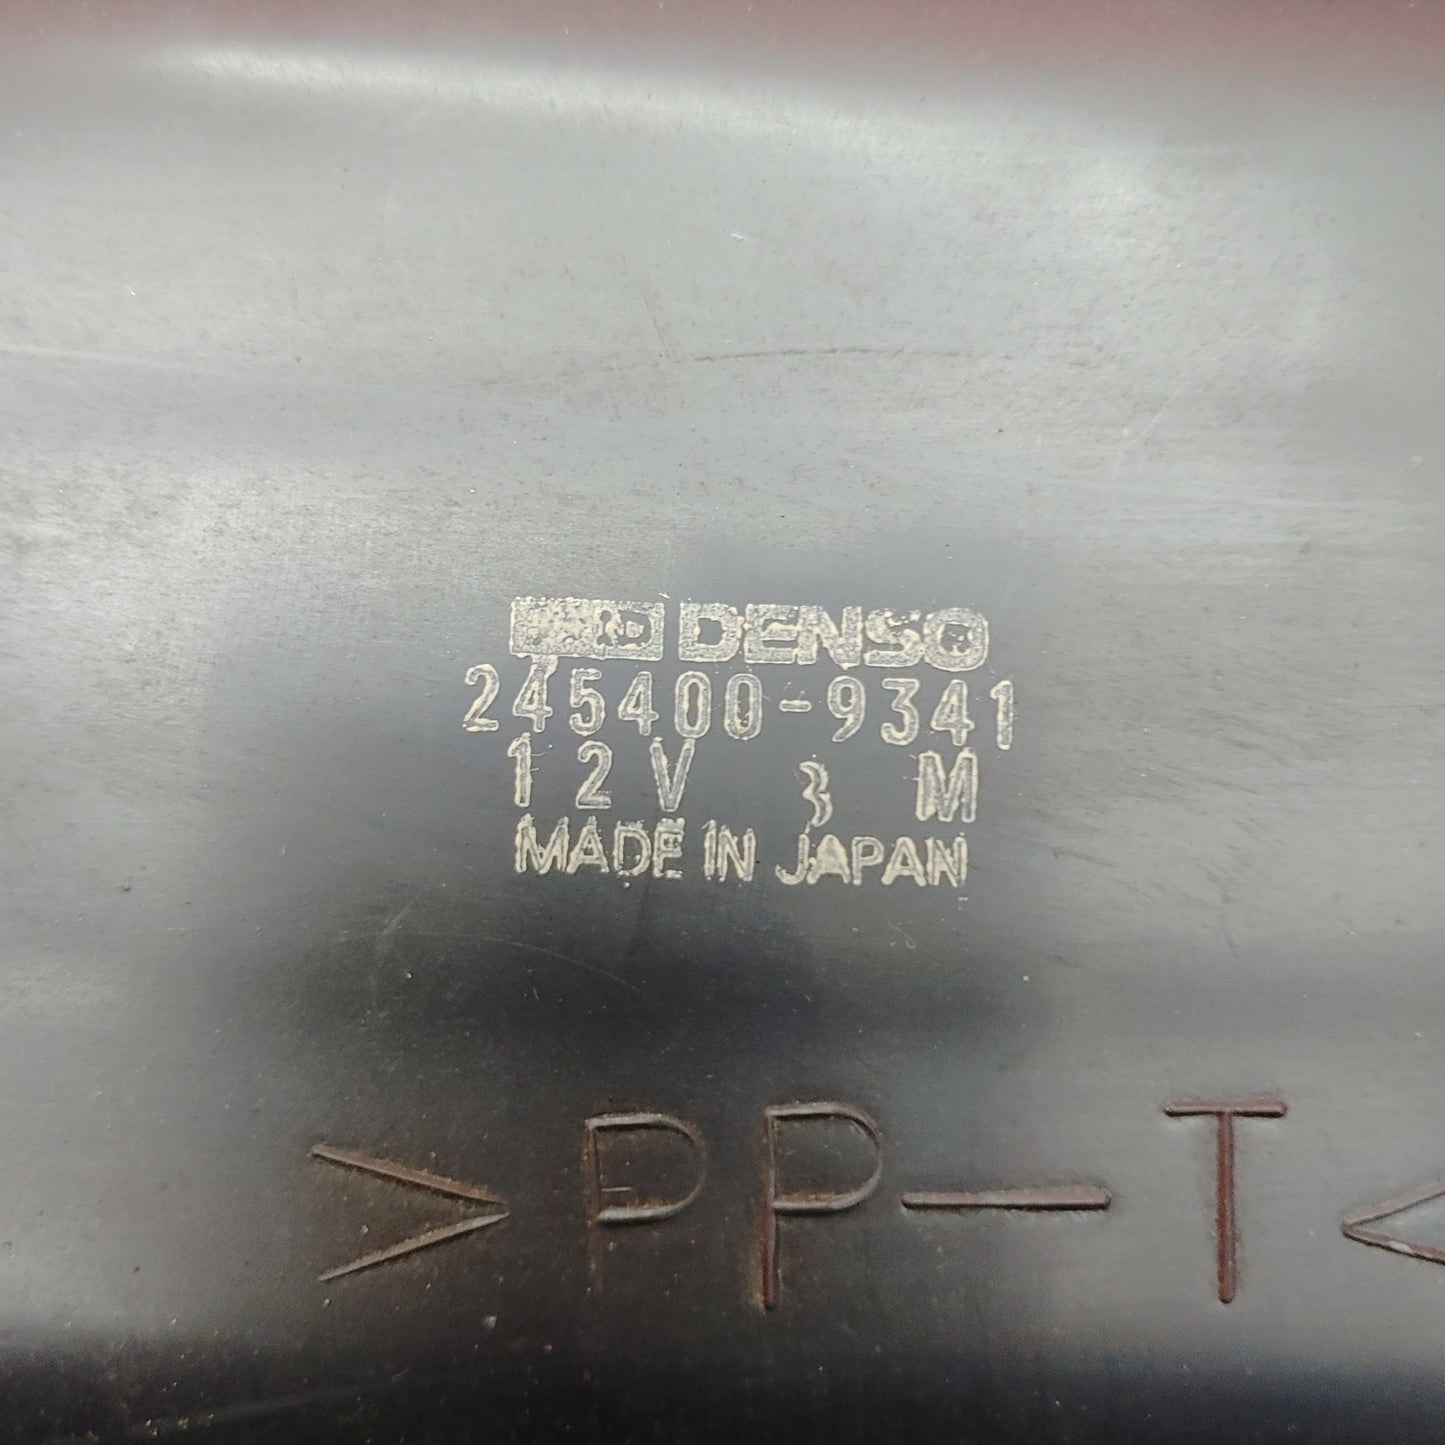 DENSO
245400-9341
12V 3 M
MADE IN JAPAN
>PP-T<